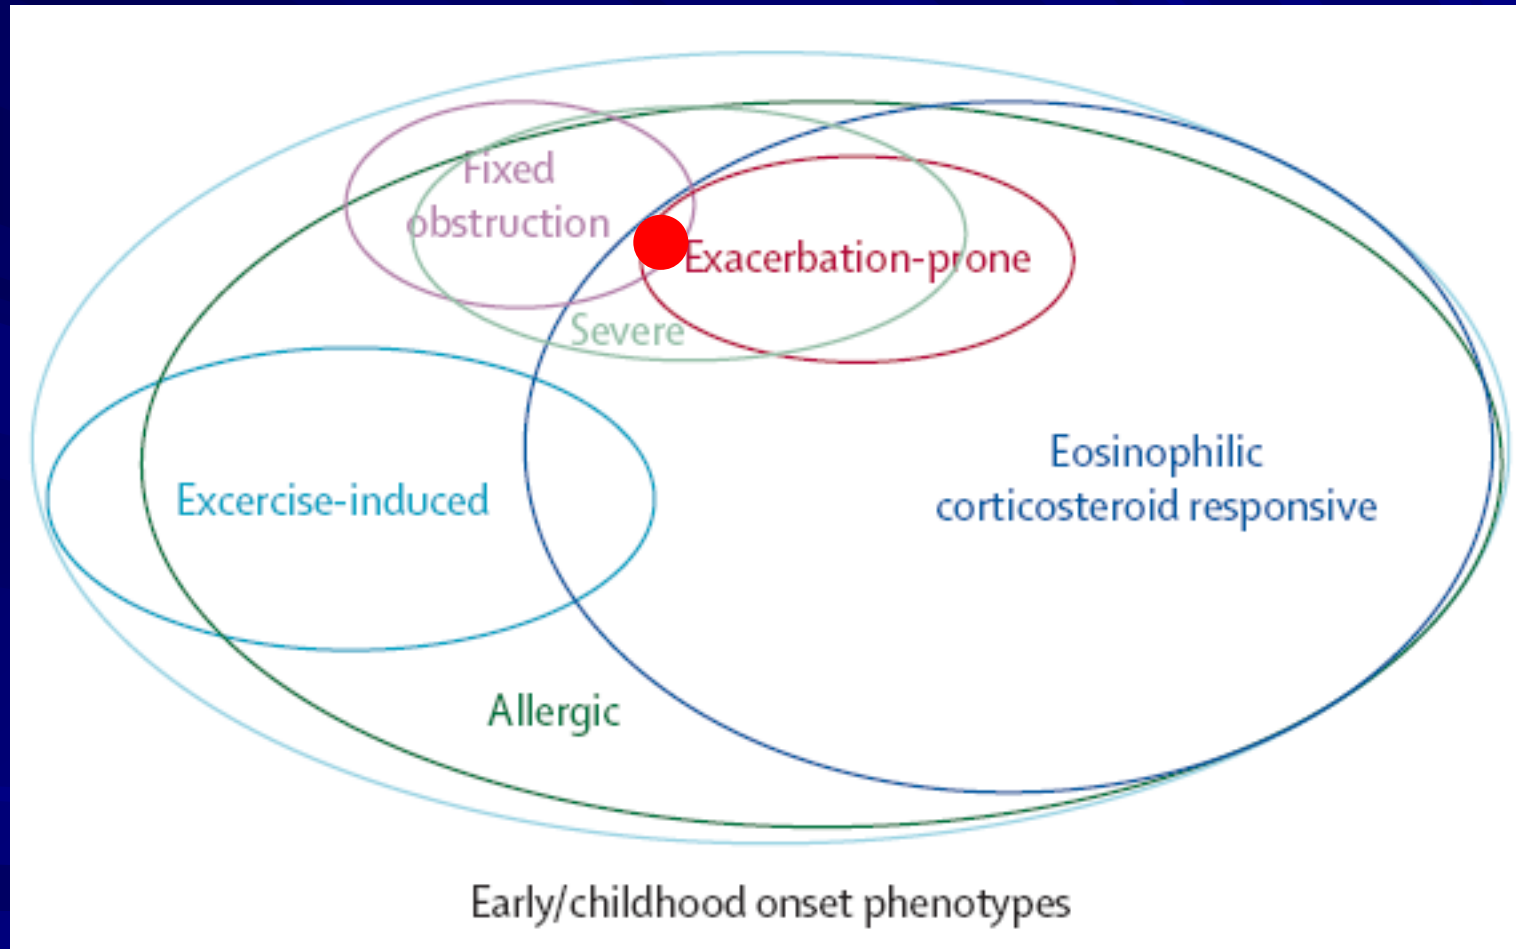 Fixed
obstruction
Exacerbation-prone
Severe
Eosinophilic
corticosteroid responsive
Excercise-induced
Allergic
Early/childhood onset phenotypes